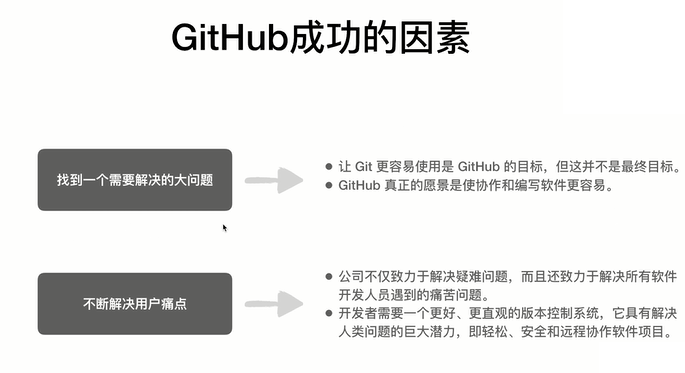 GitHub成功的因素
找到一个需要解决的大问题
● 让 Git 更容易使用是 GitHub 的目标，但这并不是最终目标。
● GitHub 真正的愿景是使协作和编写软件更容易。
不断解决用户痛点
● 公司不仅致力于解决疑难问题，而且还致力于解决所有软件
开发人员遇到的痛苦问题。
● 开发者需要一个更好、更直观的版本控制系统，它具有解决
人类问题的巨大潜力，即轻松、安全和远程协作软件项目。